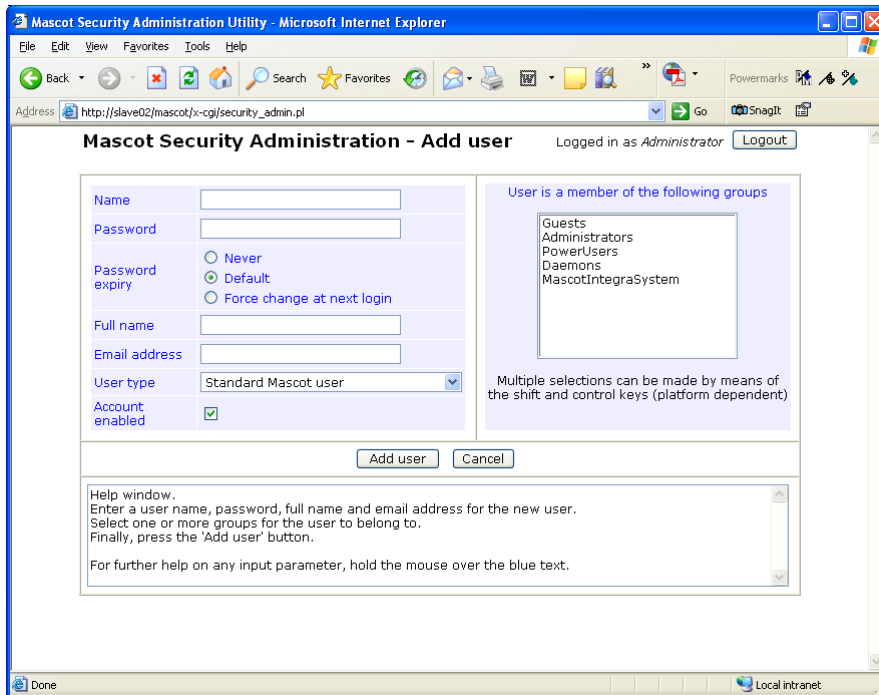 Mascot Security Administration Utility - Microsoft Internet Explorer
File Edit View Favorites Tools Help
Back Search Favorites » Powermarks
Address http://slave02/mascot/x-cgi/security_admin.pl Go SnagIt
Mascot Security Administration - Add user Logged in as Administrator Logout
Name
Password
Password expiry
Never
Default
Force change at next login
Full name
Email address
User type Standard Mascot user
Account enabled
User is a member of the following groups
Guests
Administrators
PowerUsers
Daemons
MascotIntegraSystem
Multiple selections can be made by means of
the shift and control keys (platform dependent)
Add user Cancel
Help window.
Enter a user name, password, full name and email address for the new user.
Select one or more groups for the user to belong to.
Finally, press the 'Add user' button.
For further help on any input parameter, hold the mouse over the blue text.
Done Local intranet